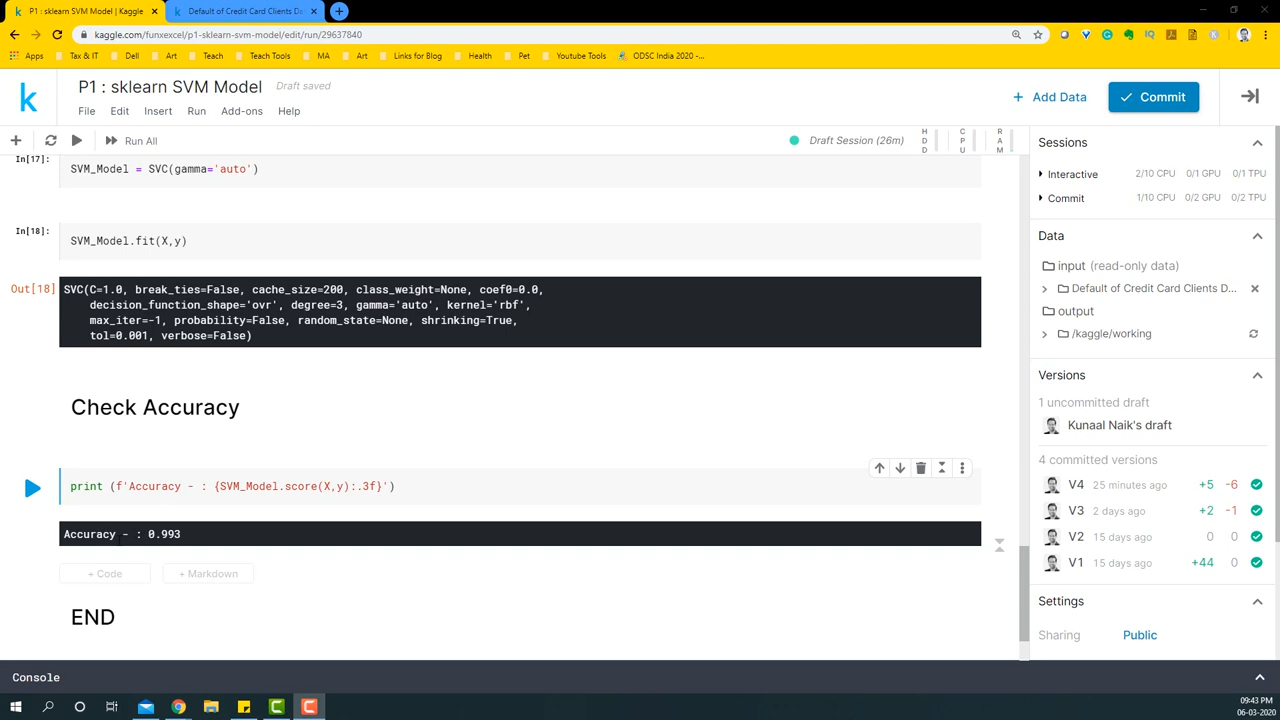 P1 : sklearn SVM Model | Kaggle
Default of Credit Card Clients Da
kaggle.com/funxexcel/p1-sklearn-svm-model/edit/run/29637840
Apps
Tax & IT
Dell
Art
Teach
Teach Tools
MA
Art
Links for Blog
Health
Pet
Youtube Tools
ODSC India 2020 -...
P1 : sklearn SVM Model
Draft saved
File
Edit
Insert
Run
Add-ons
Help
+ Add Data
Commit
Run All
Draft Session (26m)
HDD
CPU
RAM
In[17]:
SVM_Model = SVC(gamma='auto')
In[18]:
SVM_Model.fit(X,y)
Out[18]
SVC(C=1.0, break_ties=False, cache_size=200, class_weight=None, coef0=0.0,
decision_function_shape='ovr', degree=3, gamma='auto', kernel='rbf',
max_iter=-1, probability=False, random_state=None, shrinking=True,
tol=0.001, verbose=False)
Check Accuracy
print (f'Accuracy - : {SVM_Model.score(X,y):.3f}')
Accuracy - : 0.993
+ Code
+ Markdown
END
Console
Sessions
Interactive 2/10 CPU 0/1 GPU 0/1 TPU
Commit 1/10 CPU 0/2 GPU 0/2 TPU
Data
input (read-only data)
Default of Credit Card Clients D...
output
/kaggle/working
Versions
1 uncommitted draft
Kunaal Naik's draft
4 committed versions
V4 25 minutes ago +5 -6
V3 2 days ago +2 -1
V2 15 days ago 0 0
V1 15 days ago +44 0
Settings
Sharing Public
09:43 PM
06-03-2020